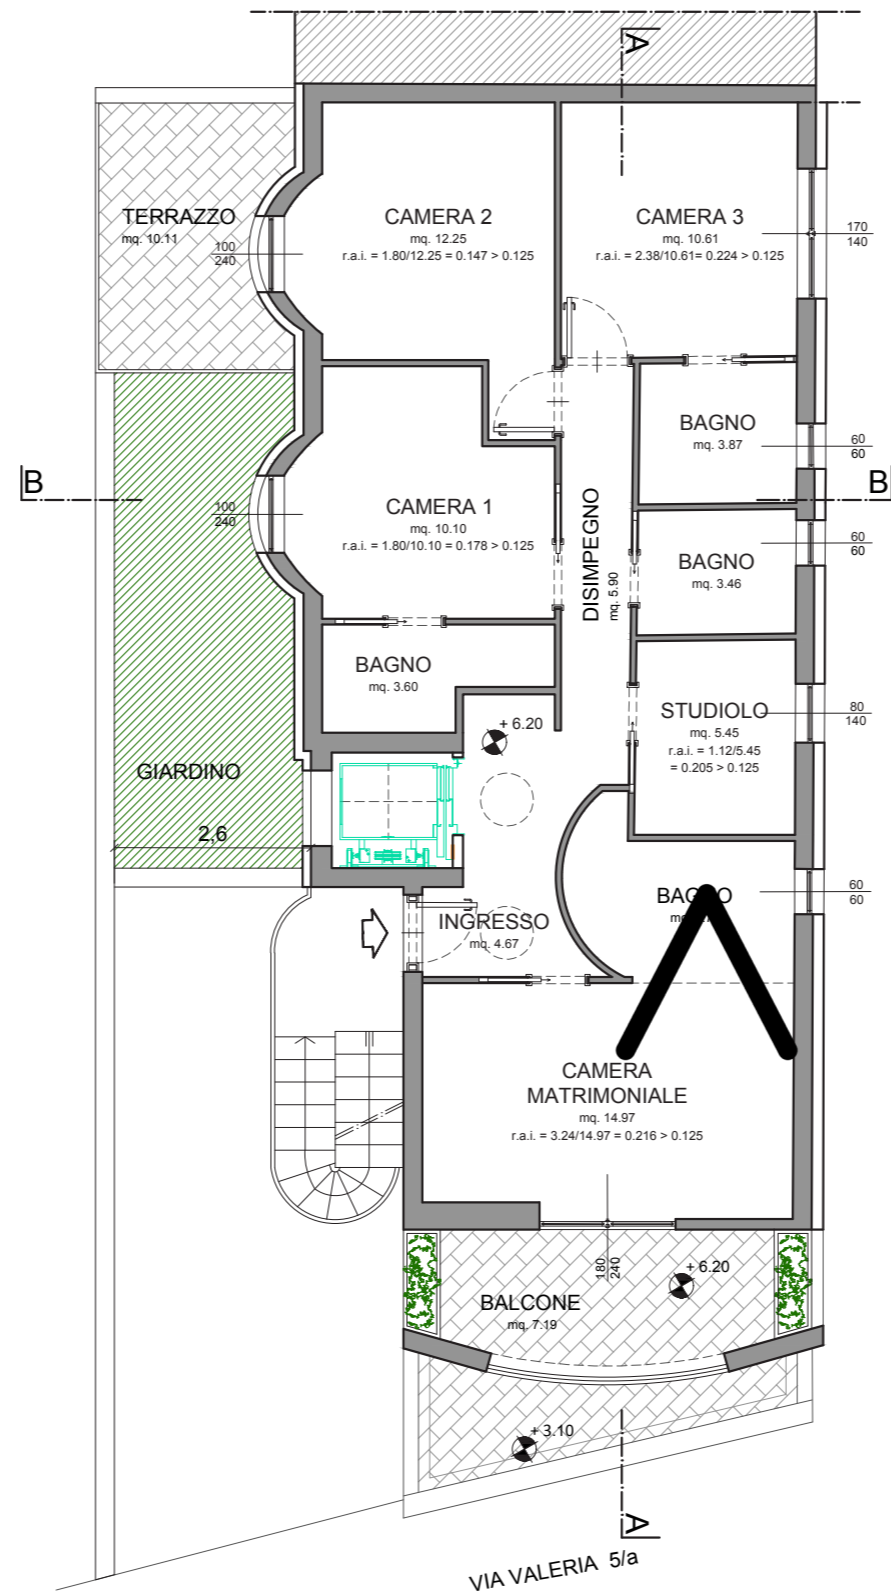 A
TERRAZZO
mq. 10.11
CAMERA 2
mq. 12.25
r.a.i. = 1.80/12.25 = 0.147 > 0.125
CAMERA 3
mq. 10.61
r.a.i. = 2.38/10.61= 0.224 > 0.125
170
140
100
240
BAGNO
mq. 3.87
60
60
B
B
CAMERA 1
mq. 10.10
r.a.i. = 1.80/10.10 = 0.178 > 0.125
100
240
DISIMPEGNO
mq. 5.90
BAGNO
mq. 3.46
60
60
BAGNO
mq. 3.60
STUDIOLO
mq. 5.45
r.a.i. = 1.12/5.45
= 0.205 > 0.125
80
140
+ 6.20
GIARDINO
2,6
INGRESSO
mq. 4.67
BAGNO
60
60
CAMERA
MATRIMONIALE
mq. 14.97
r.a.i. = 3.24/14.97 = 0.216 > 0.125
180
240
+ 6.20
BALCONE
mq. 7.19
+ 3.10
A
VIA VALERIA 5/a